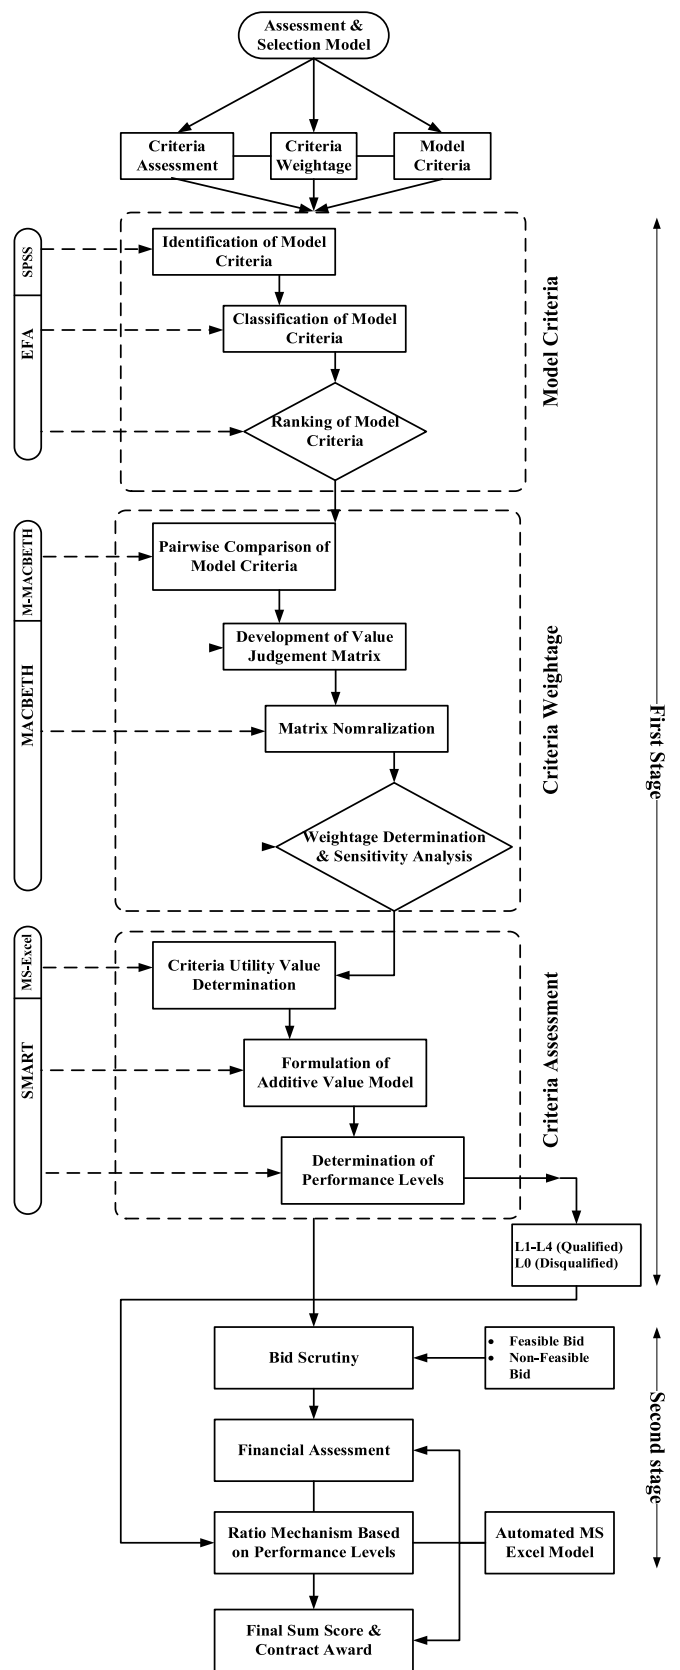 Assessment &
Selection Model
Criteria
Assessment
Criteria
Weightage
Model
Criteria
SPSS
EFA
Identification of Model
Criteria
Classification of Model
Criteria
Ranking of Model
Criteria
Model Criteria
M-MACBETH
MACBETH
Pairwise Comparison of
Model Criteria
Development of Value
Judgement Matrix
Matrix Nomralization
Weightage Determination
& Sensitivity Analysis
Criteria Weightage
First Stage
MS-Excel
SMART
Criteria Utility Value
Determination
Formulation of
Additive Value Model
Determination of
Performance Levels
Criteria Assessment
L1-L4 (Qualified)
L0 (Disqualified)
Bid Scrutiny
• Feasible Bid
• Non-Feasible
Bid
Financial Assessment
Second stage
Ratio Mechanism Based
on Performance Levels
Automated MS
Excel Model
Final Sum Score &
Contract Award